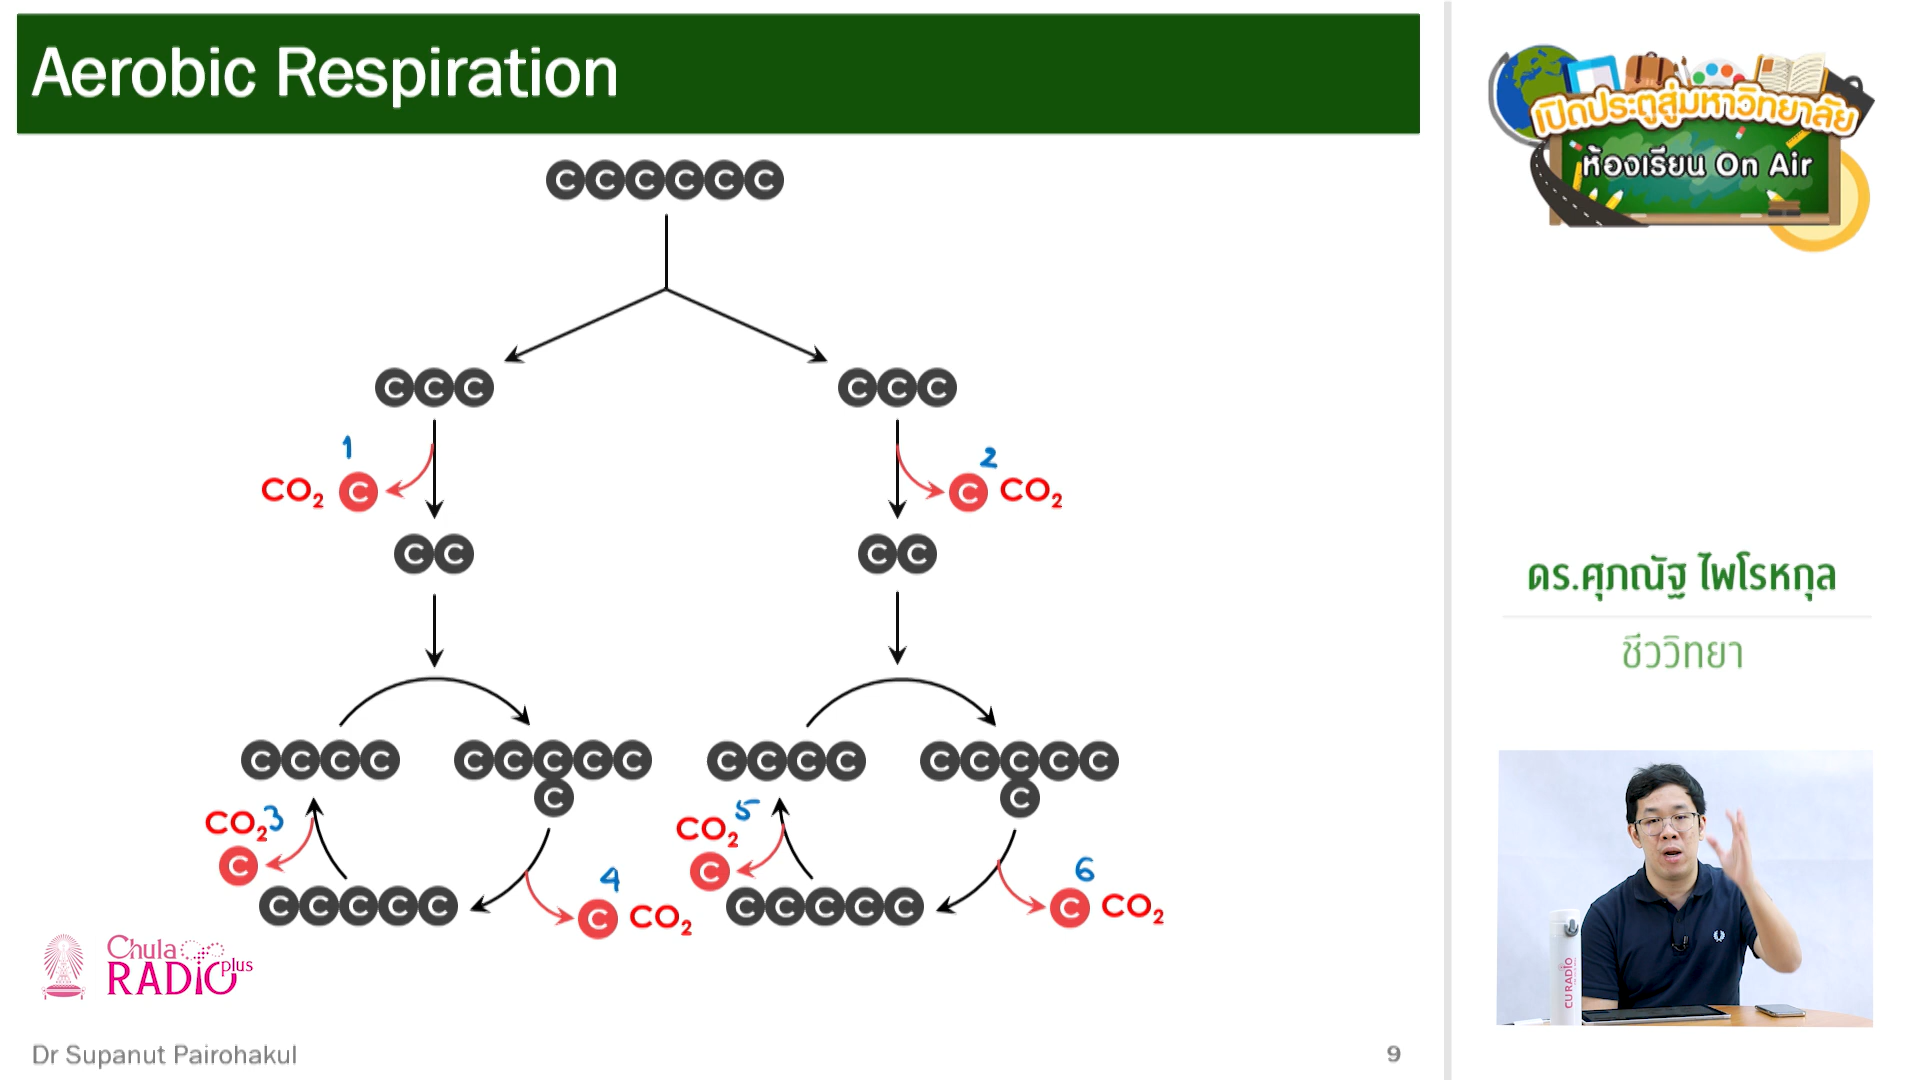 Aerobic Respiration
เปิดประตูสู่มหาวิทยาลัย
ห้องเรียน On Air
CCCCCC
CCC
CCC
1
2
CO₂ C
C CO₂
CC
CC
CCCC
CCCCC
C
CCCC
CCCCC
C
CO₂ 3
C
CO₂ 5
C
4
C CO₂
6
C CO₂
CCCCC
CCCCC
ดร.ศุภณัฐ ไพโรหกุล
ชีววิทยา
CU RADIO
Chula
RADIO plus
Dr Supanut Pairohakul
9